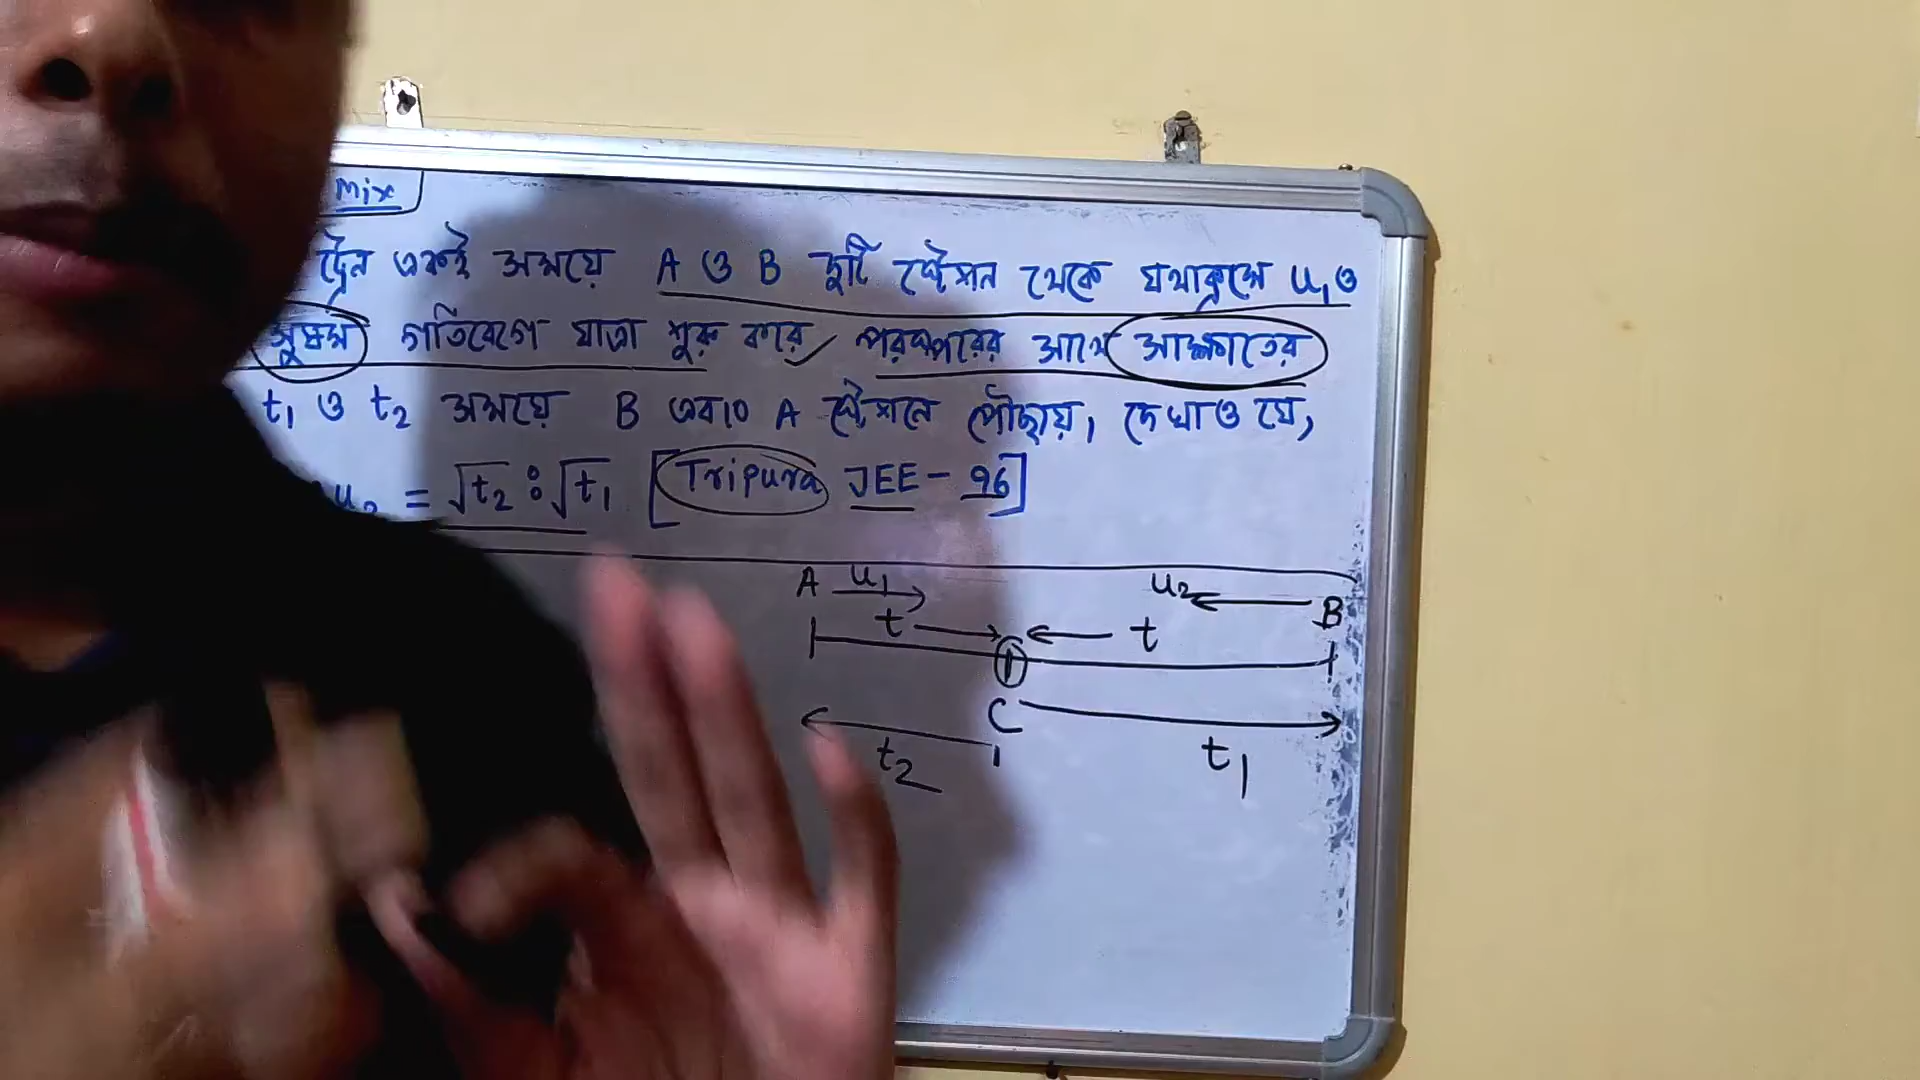 Mix
ট্রেন একই সময়ে A ও B দুটি স্টেশন থেকে যথাক্রমে u₁ ও
সুষম গতিবেগে যাত্রা শুরু করে পরস্পরের সাথে সাক্ষাতের
t₁ ও t₂ সময়ে B এবং A স্টেশনে পৌঁছায়, দেখাও যে,
u₂ = √t₂ : √t₁ [Tripura JEE - 96]
A u₁ u₂ B
t t
C
t₂ t₁